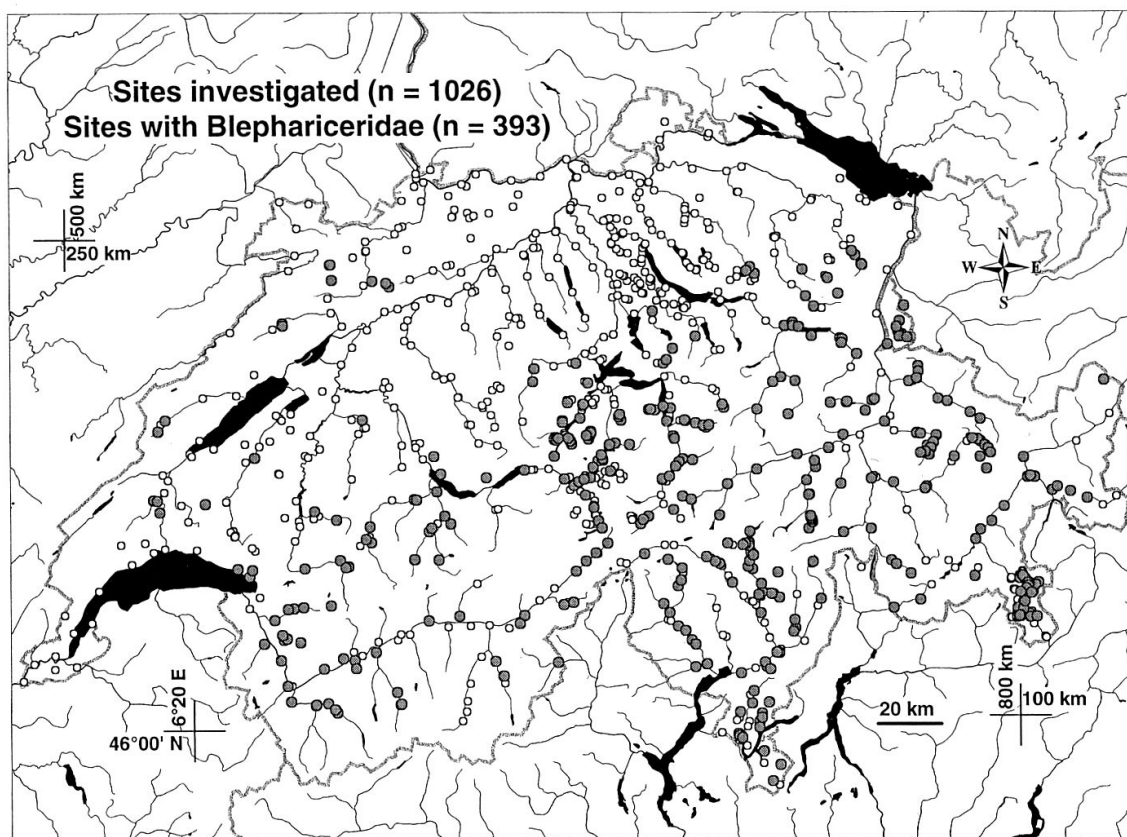 Sites investigated (n = 1026)
Sites with Blephariceridae (n = 393)
500 km
250 km
N
W
E
S
6°20 E
46°00' N
20 km
800 km
100 km